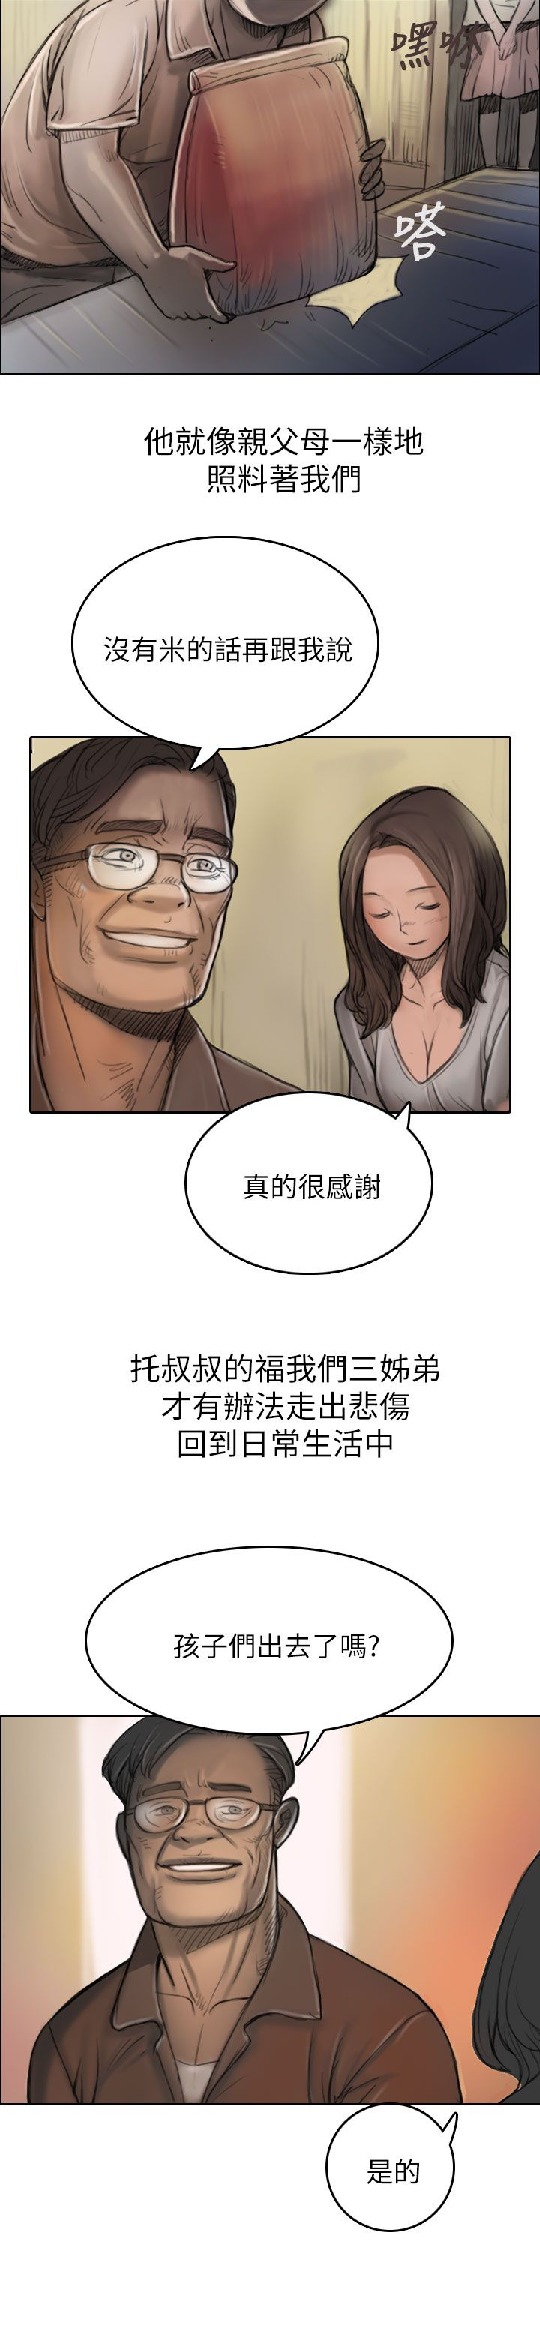 嘿咻
嗒
他就像親父母一樣地
照料著我們
沒有米的話再跟我說
真的很感謝
托叔叔的福我們三姊弟
才有辦法走出悲傷
回到日常生活中
孩子們出去了嗎?
是的